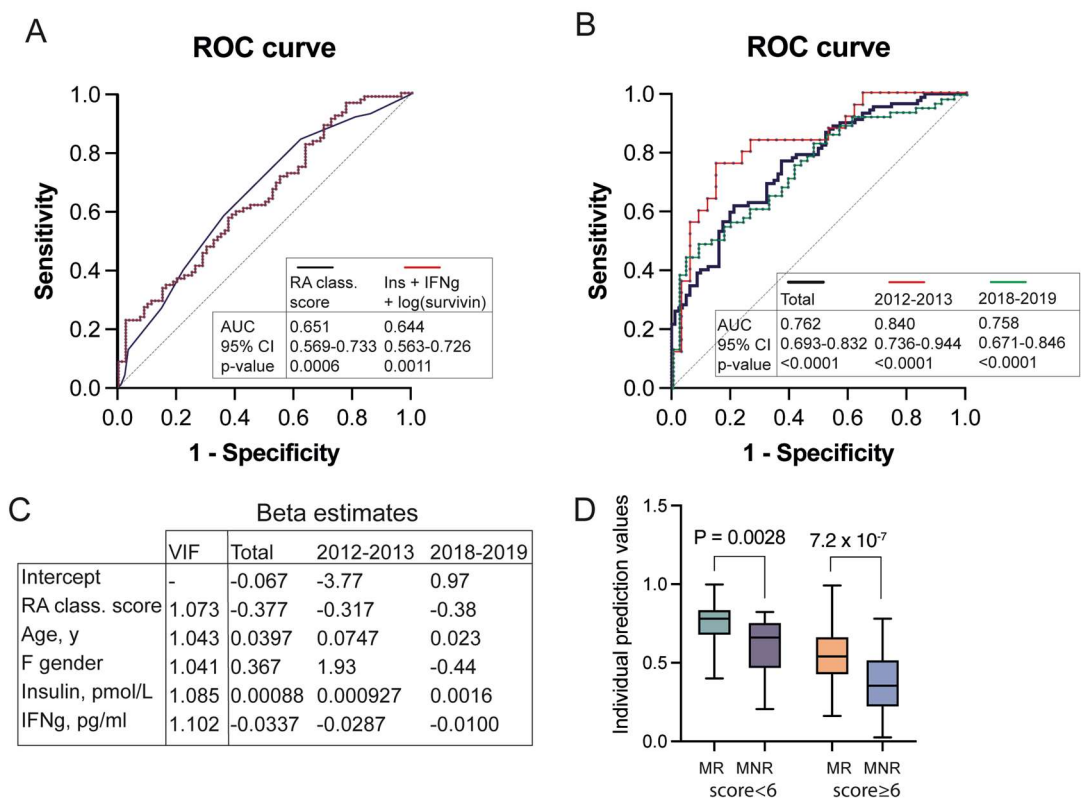 A
ROC curve
Sensitivity
1.0
0.8
0.6
0.4
0.2
0.0
0.0 0.2 0.4 0.6 0.8 1.0
1 - Specificity
RA class. score Ins + IFNg + log(survivin)
AUC 0.651 0.644
95% CI 0.569-0.733 0.563-0.726
p-value 0.0006 0.0011
B
ROC curve
Sensitivity
1.0
0.8
0.6
0.4
0.2
0.0
0.0 0.2 0.4 0.6 0.8 1.0
1 - Specificity
Total 2012-2013 2018-2019
AUC 0.762 0.840 0.758
95% CI 0.693-0.832 0.736-0.944 0.671-0.846
p-value <0.0001 <0.0001 <0.0001
C
Beta estimates
VIF Total 2012-2013 2018-2019
Intercept - -0.067 -3.77 0.97
RA class. score 1.073 -0.377 -0.317 -0.38
Age, y 1.043 0.0397 0.0747 0.023
F gender 1.041 0.367 1.93 -0.44
Insulin, pmol/L 1.085 0.00088 0.000927 0.0016
IFNg, pg/ml 1.102 -0.0337 -0.0287 -0.0100
D
Individual prediction values
1.5
1.0
0.5
0.0
P = 0.0028 7.2 x 10⁻⁷
MR MNR MR MNR
score<6 score≥6